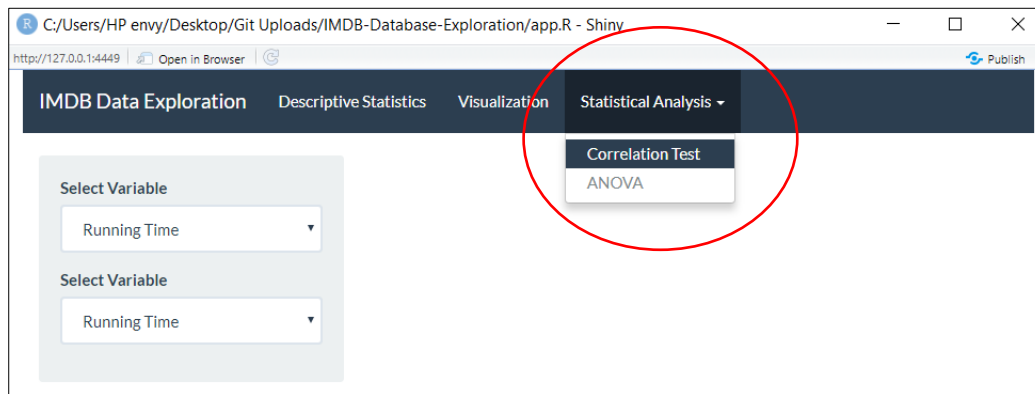 R C:/Users/HP envy/Desktop/Git Uploads/IMDB-Database-Exploration/app.R - Shiny
http://127.0.0.1:4449 Open in Browser Publish
IMDB Data Exploration Descriptive Statistics Visualization Statistical Analysis
Correlation Test
ANOVA
Select Variable
Running Time
Select Variable
Running Time